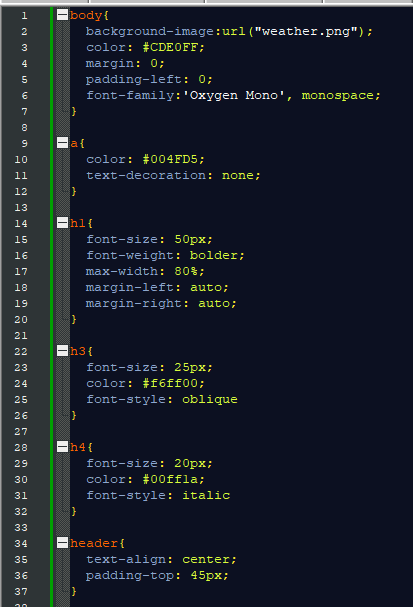 1 body{
2 background-image:url("weather.png");
3 color: #CDE0FF;
4 margin: 0;
5 padding-left: 0;
6 font-family:'Oxygen Mono', monospace;
7 }
8
9 a{
10 color: #004FD5;
11 text-decoration: none;
12 }
13
14 h1{
15 font-size: 50px;
16 font-weight: bolder;
17 max-width: 80%;
18 margin-left: auto;
19 margin-right: auto;
20 }
21
22 h3{
23 font-size: 25px;
24 color: #f6ff00;
25 font-style: oblique
26 }
27
28 h4{
29 font-size: 20px;
30 color: #00ff1a;
31 font-style: italic
32 }
33
34 header{
35 text-align: center;
36 padding-top: 45px;
37 }